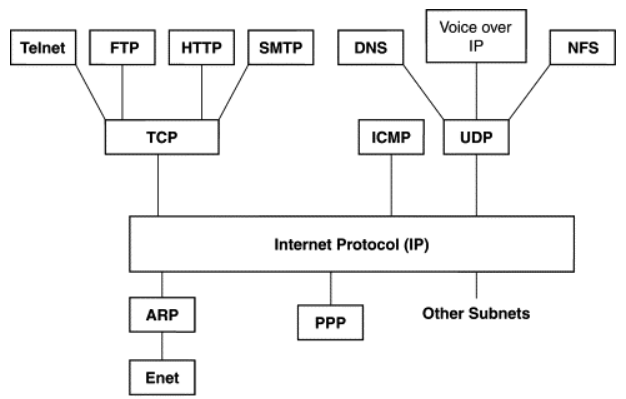 Telnet
FTP
HTTP
SMTP
DNS
Voice over
IP
NFS
TCP
ICMP
UDP
Internet Protocol (IP)
ARP
PPP
Other Subnets
Enet